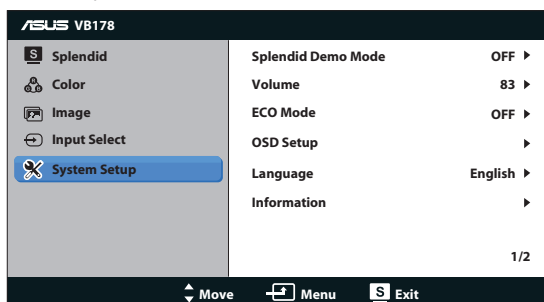 ASUS VB178
S Splendid
Color
Image
Input Select
System Setup
Splendid Demo Mode OFF
Volume 83
ECO Mode OFF
OSD Setup
Language English
Information
1/2
Move Menu S Exit